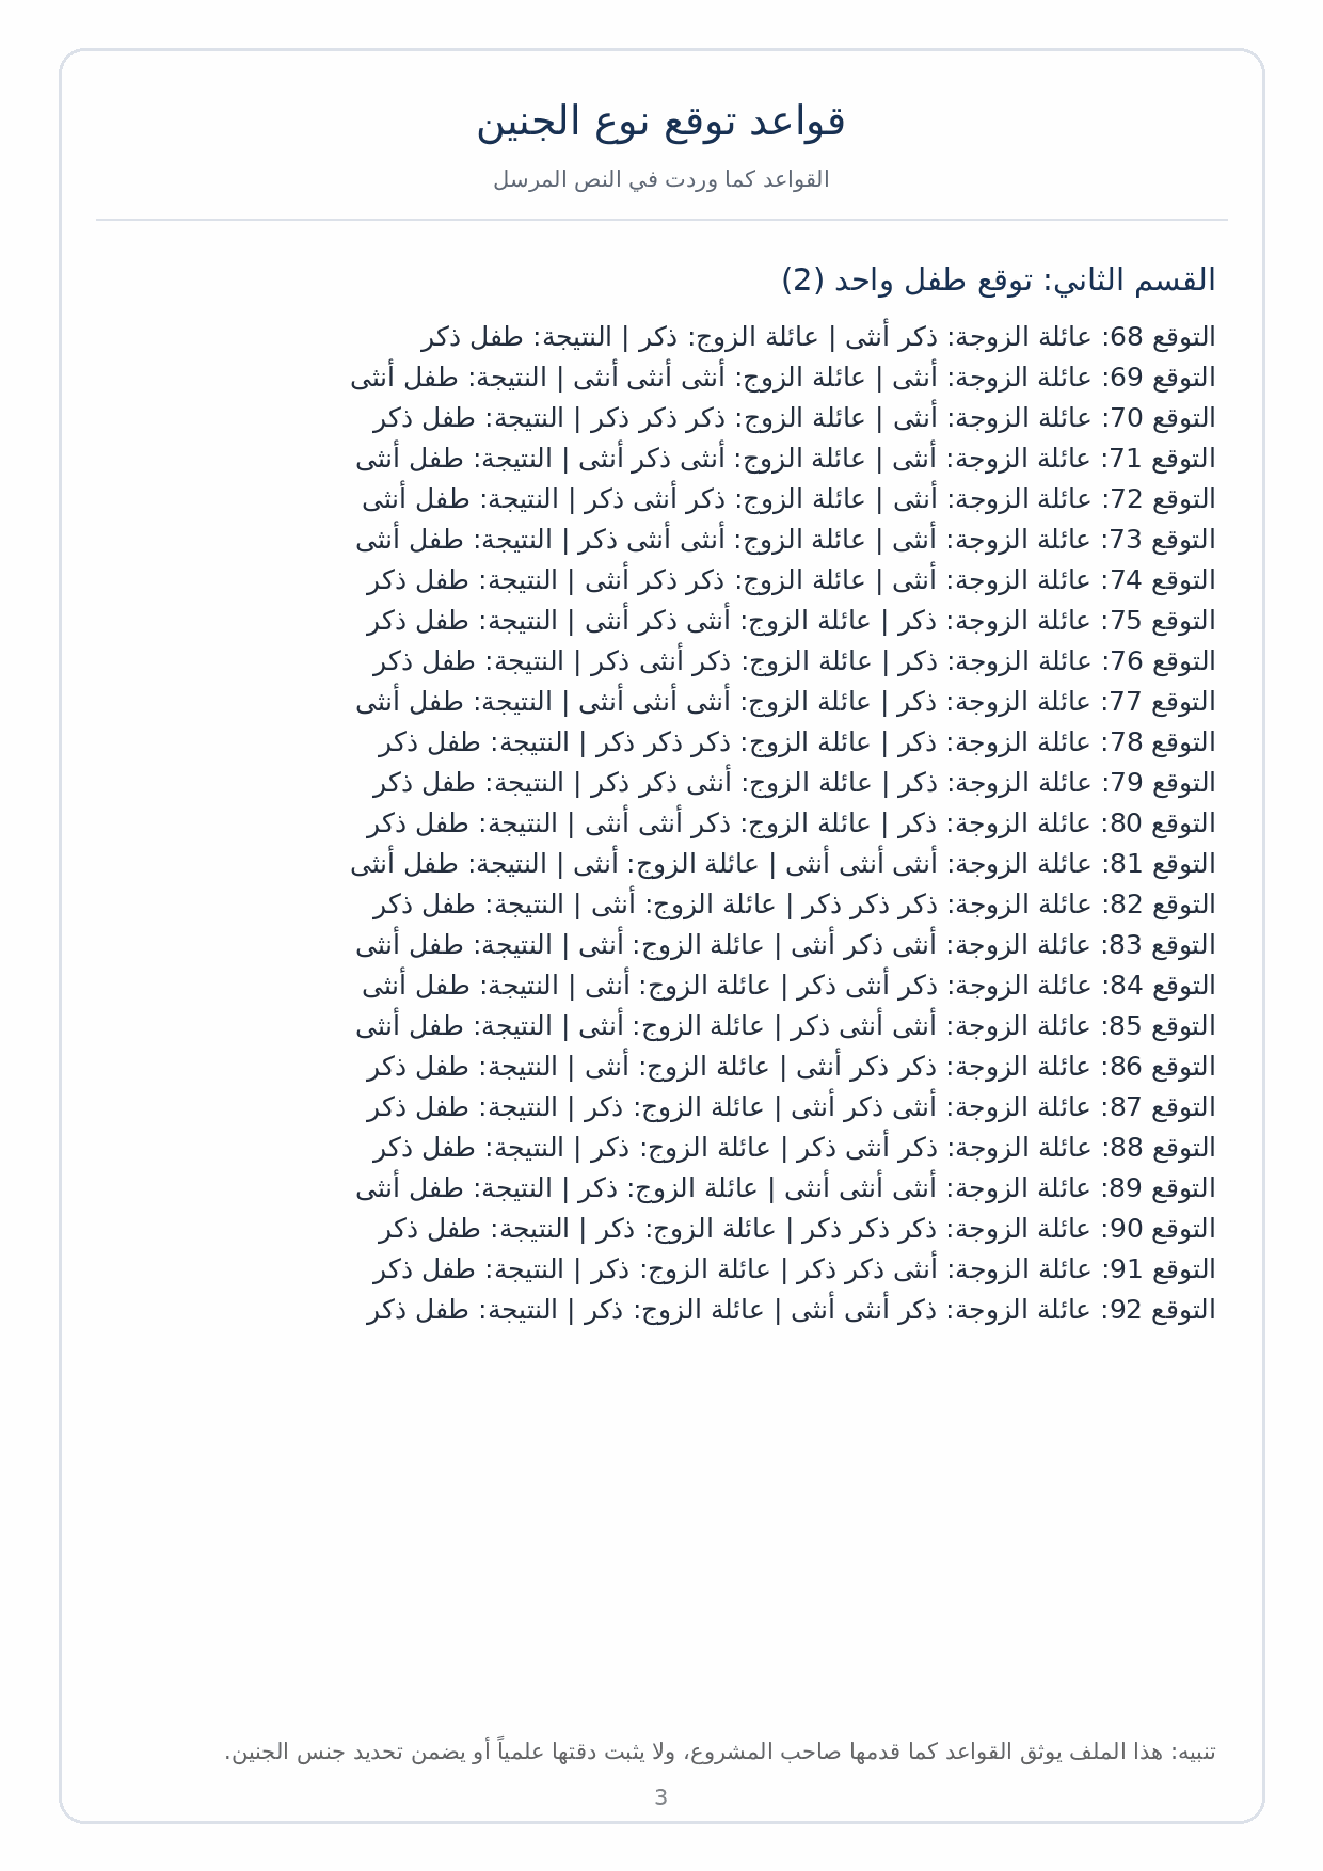 قواعد توقع نوع الجنين
القواعد كما وردت في النص المرسل
القسم الثاني: توقع طفل واحد (2)
التوقع 68: عائلة الزوجة: ذكر أنثى | عائلة الزوج: ذكر | النتيجة: طفل ذكر
التوقع 69: عائلة الزوجة: أنثى | عائلة الزوج: أنثى أنثى أنثى | النتيجة: طفل أنثى
التوقع 70: عائلة الزوجة: أنثى | عائلة الزوج: ذكر ذكر ذكر | النتيجة: طفل ذكر
التوقع 71: عائلة الزوجة: أنثى | عائلة الزوج: أنثى ذكر أنثى | النتيجة: طفل أنثى
التوقع 72: عائلة الزوجة: أنثى | عائلة الزوج: ذكر أنثى ذكر | النتيجة: طفل أنثى
التوقع 73: عائلة الزوجة: أنثى | عائلة الزوج: أنثى أنثى ذكر | النتيجة: طفل أنثى
التوقع 74: عائلة الزوجة: أنثى | عائلة الزوج: ذكر ذكر أنثى | النتيجة: طفل ذكر
التوقع 75: عائلة الزوجة: ذكر | عائلة الزوج: أنثى ذكر أنثى | النتيجة: طفل ذكر
التوقع 76: عائلة الزوجة: ذكر | عائلة الزوج: ذكر أنثى ذكر | النتيجة: طفل ذكر
التوقع 77: عائلة الزوجة: ذكر | عائلة الزوج: أنثى أنثى أنثى | النتيجة: طفل أنثى
التوقع 78: عائلة الزوجة: ذكر | عائلة الزوج: ذكر ذكر ذكر | النتيجة: طفل ذكر
التوقع 79: عائلة الزوجة: ذكر | عائلة الزوج: أنثى ذكر ذكر | النتيجة: طفل ذكر
التوقع 80: عائلة الزوجة: ذكر | عائلة الزوج: ذكر أنثى أنثى | النتيجة: طفل ذكر
التوقع 81: عائلة الزوجة: أنثى أنثى أنثى | عائلة الزوج: أنثى | النتيجة: طفل أنثى
التوقع 82: عائلة الزوجة: ذكر ذكر ذكر | عائلة الزوج: أنثى | النتيجة: طفل ذكر
التوقع 83: عائلة الزوجة: أنثى ذكر أنثى | عائلة الزوج: أنثى | النتيجة: طفل أنثى
التوقع 84: عائلة الزوجة: ذكر أنثى ذكر | عائلة الزوج: أنثى | النتيجة: طفل أنثى
التوقع 85: عائلة الزوجة: أنثى أنثى ذكر | عائلة الزوج: أنثى | النتيجة: طفل أنثى
التوقع 86: عائلة الزوجة: ذكر ذكر أنثى | عائلة الزوج: أنثى | النتيجة: طفل ذكر
التوقع 87: عائلة الزوجة: أنثى ذكر أنثى | عائلة الزوج: ذكر | النتيجة: طفل ذكر
التوقع 88: عائلة الزوجة: ذكر أنثى ذكر | عائلة الزوج: ذكر | النتيجة: طفل ذكر
التوقع 89: عائلة الزوجة: أنثى أنثى أنثى | عائلة الزوج: ذكر | النتيجة: طفل أنثى
التوقع 90: عائلة الزوجة: ذكر ذكر ذكر | عائلة الزوج: ذكر | النتيجة: طفل ذكر
التوقع 91: عائلة الزوجة: أنثى ذكر ذكر | عائلة الزوج: ذكر | النتيجة: طفل ذكر
التوقع 92: عائلة الزوجة: ذكر أنثى أنثى | عائلة الزوج: ذكر | النتيجة: طفل ذكر
تنبيه: هذا الملف يوثق القواعد كما قدمها صاحب المشروع، ولا يثبت دقتها علمياً أو يضمن تحديد جنس الجنين.
3